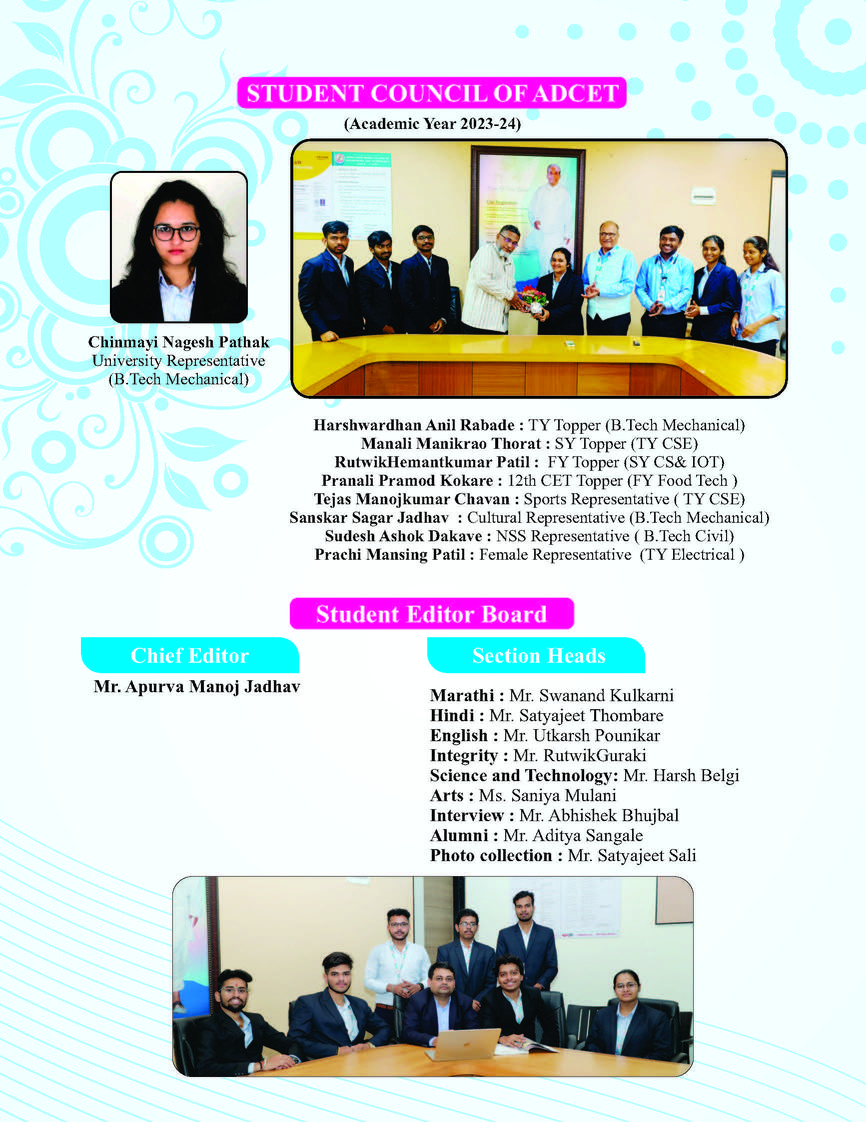 STUDENT COUNCIL OF ADCET
(Academic Year 2023-24)
Chinmayi Nagesh Pathak
University Representative
(B.Tech Mechanical)
Harshwardhan Anil Rabade : TY Topper (B.Tech Mechanical)
Manali Manikrao Thorat : SY Topper (TY CSE)
RutwikHemantkumar Patil :  FY Topper (SY CS& IOT)
Pranali Pramod Kokare : 12th CET Topper (FY Food Tech )
Tejas Manojkumar Chavan : Sports Representative ( TY CSE)
Sanskar Sagar Jadhav  : Cultural Representative (B.Tech Mechanical)
Sudesh Ashok Dakave : NSS Representative ( B.Tech Civil)
Prachi Mansing Patil : Female Representative  (TY Electrical )
Student Editor Board
Chief Editor
Mr. Apurva Manoj Jadhav
Section Heads
Marathi : Mr. Swanand Kulkarni
Hindi : Mr. Satyajeet Thombare
English : Mr. Utkarsh Pounikar
Integrity : Mr. RutwikGuraki
Science and Technology: Mr. Harsh Belgi
Arts : Ms. Saniya Mulani
Interview : Mr. Abhishek Bhujbal
Alumni : Mr. Aditya Sangale
Photo collection : Mr. Satyajeet Sali